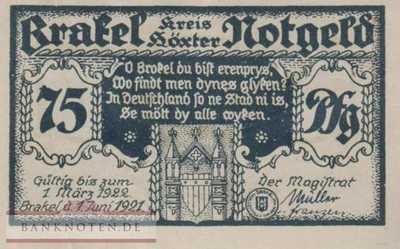 Brakel Kreis Höxter Notgeld
O Brokel du bist erenprys,
Wo findt men dynes glyken?
In Deutschland so ne Stad ni is,
Se mött dy alle wyken.
75 Pfg
Gültig bis zum
1 März 1922
Brakel d. 1 Juni 1921
Der Magistrat
Müller
BANKNOTEN.DE